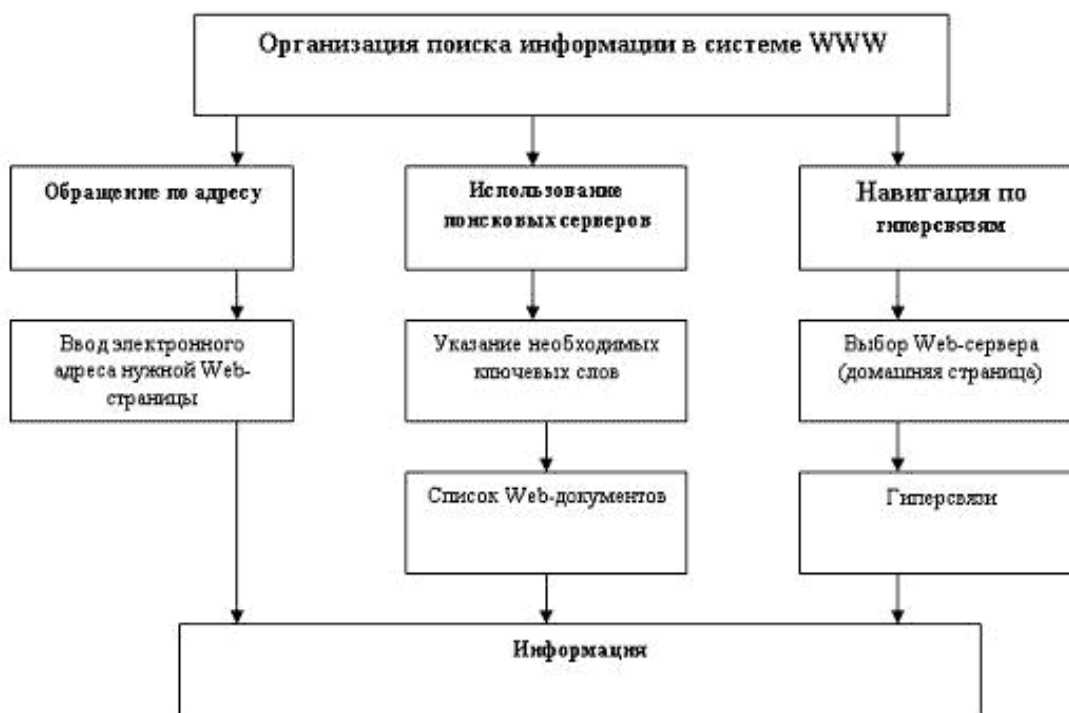 Организация поиска информации в системе WWW
Обращение по адресу
Использование
поисковых серверов
Навигация по
гиперсвязям
Ввод электронного
адреса нужной Web-
страницы
Указание необходимых
ключевых слов
Выбор Web-сервера
(домашняя страница)
Список Web-документов
Гиперсвязи
Информация